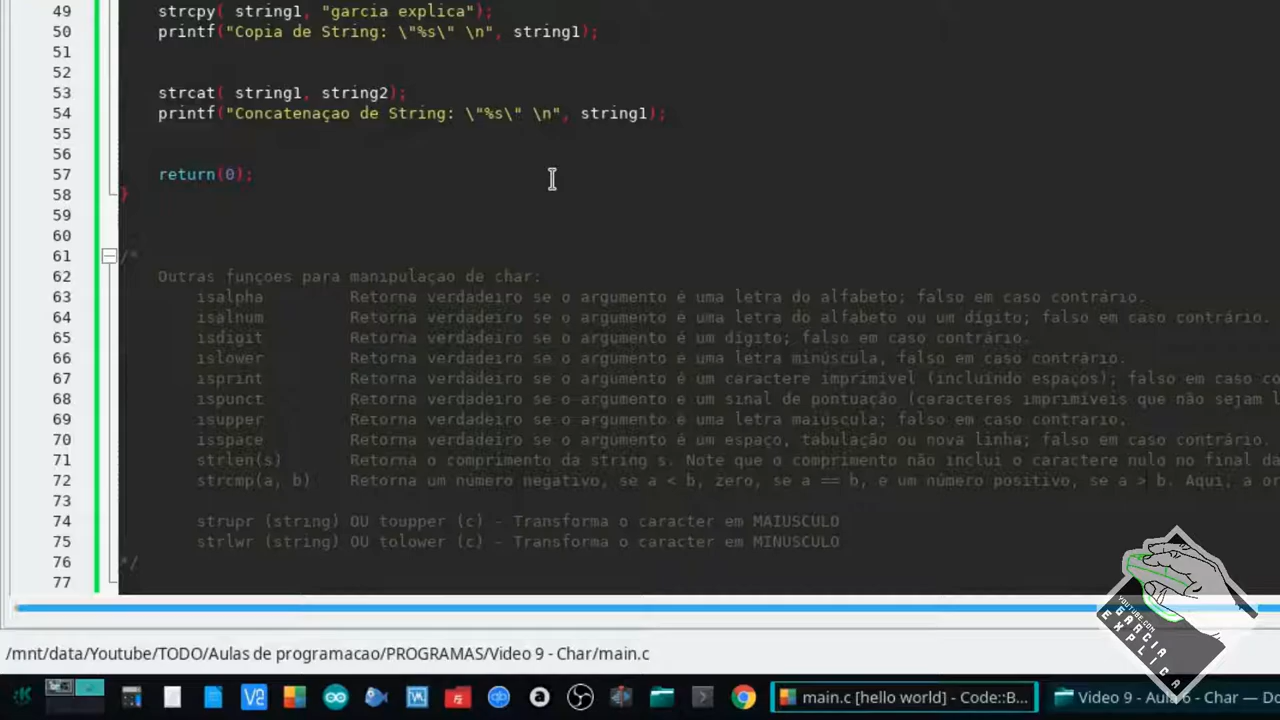 49 strcpy( string1, "garcia explica");
50 printf("Copia de String: \"%s\" \n", string1);
51
52
53 strcat( string1, string2);
54 printf("Concatenaçao de String: \"%s\" \n", string1);
55
56
57 return(0);
58 }
59
60
61 /*
62 Outras funçoes para manipulaçao de char:
63 isalpha Retorna verdadeiro se o argumento é uma letra do alfabeto; falso em caso contrário.
64 isalnum Retorna verdadeiro se o argumento é uma letra do alfabeto ou um dígito; falso em caso contrário.
65 isdigit Retorna verdadeiro se o argumento é um dígito; falso em caso contrário.
66 islower Retorna verdadeiro se o argumento é uma letra minúscula, falso em caso contrário.
67 isprint Retorna verdadeiro se o argumento é um caractere imprimível (incluíndo espaços); falso em caso co
68 ispunct Retorna verdadeiro se o argumento é um sinal de pontuação (caracteres imprimíveis que não sejam l
69 isupper Retorna verdadeiro se o argumento é uma letra maiúscula; falso em caso contrário.
70 isspace Retorna verdadeiro se o argumento é um espaço, tabulação ou nova linha; falso em caso contrário.
71 strlen(s) Retorna o comprimento da string s. Note que o comprimento não inclui o caractere nulo no final da
72 strcmp(a, b) Retorna um número negativo, se a < b, zero, se a == b, e um número positivo, se a > b. Aqui, a or
73
74 strupr (string) OU toupper (c) - Transforma o caracter em MAIUSCULO
75 strlwr (string) OU tolower (c) - Transforma o caracter em MINUSCULO
76 */
77
YOUTUBE.COM
GARCIA
EXPLICA
/mnt/data/Youtube/TODO/Aulas de programacao/PROGRAMAS/Video 9 - Char/main.c
main.c [hello world] - Code::B...
Video 9 - Aula 6 - Char — Do